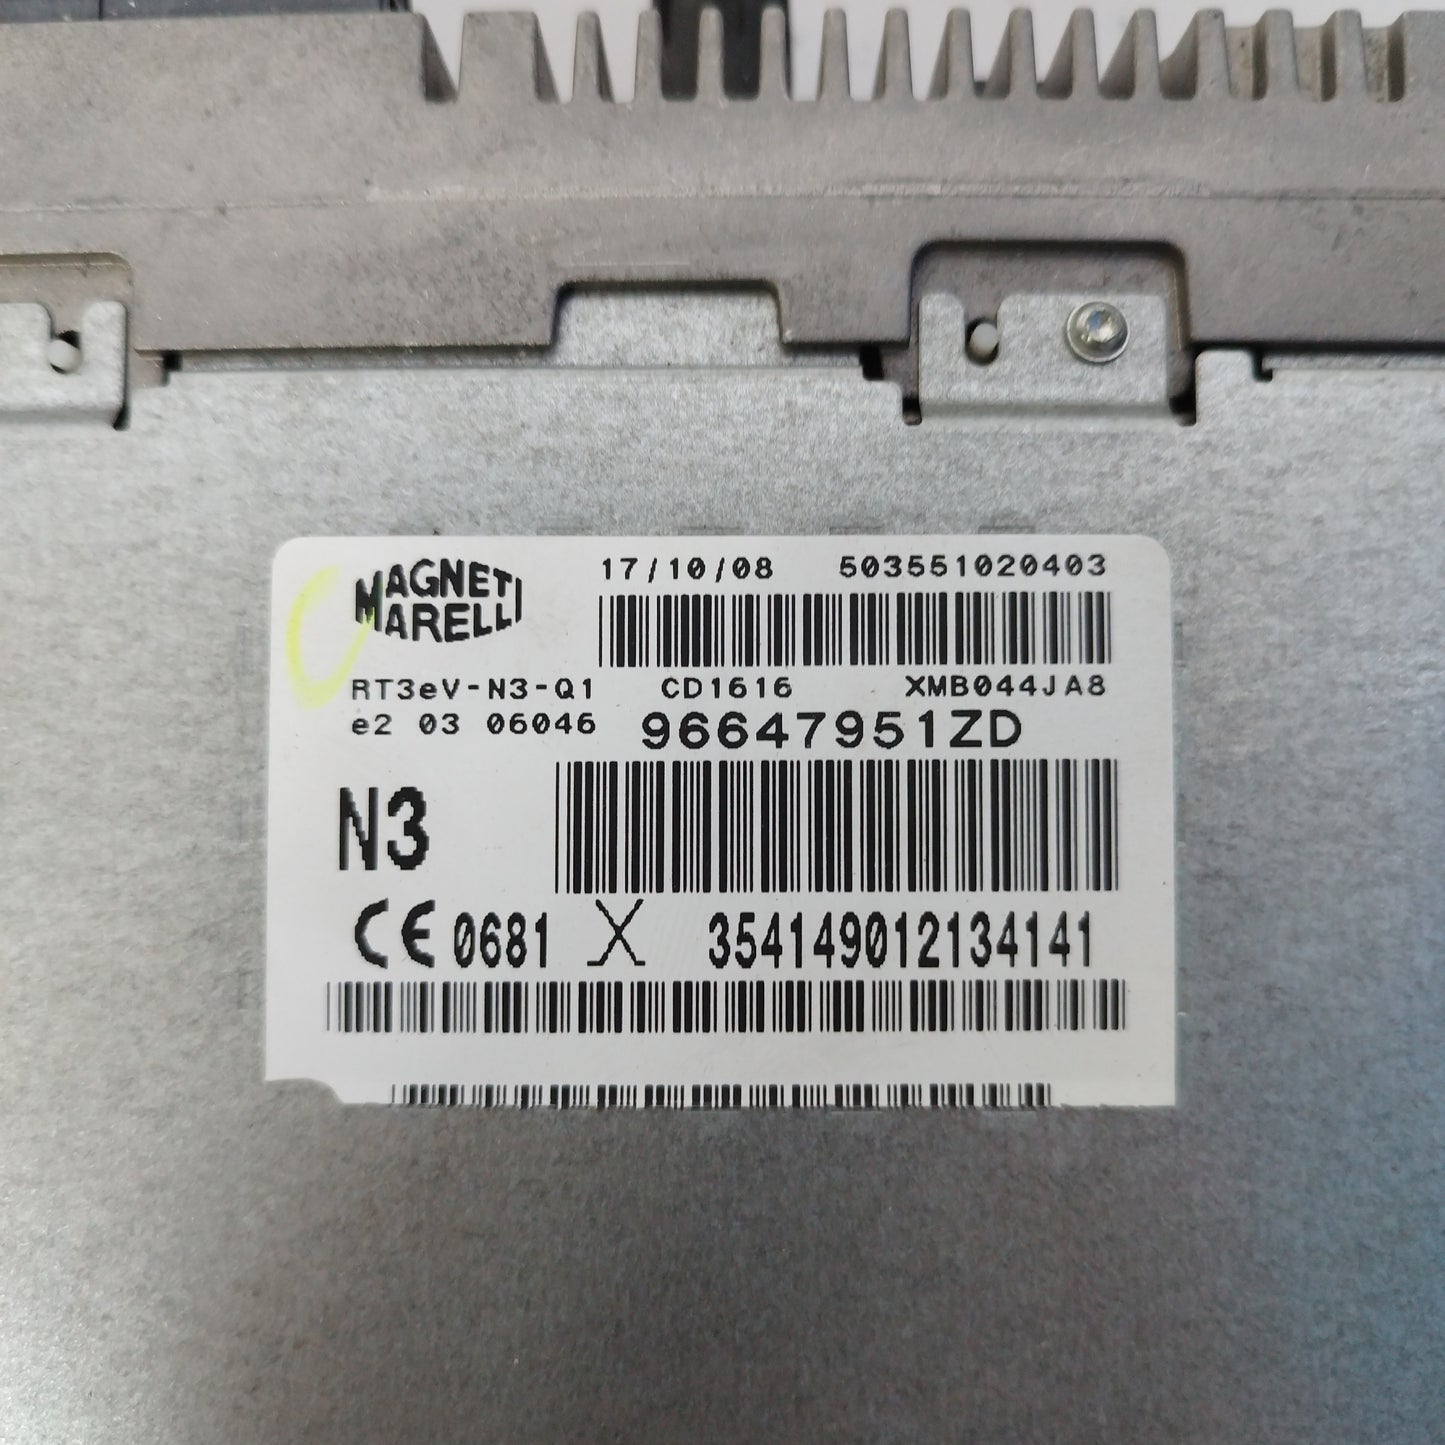 MAGNETI
MARELLI
17/10/08 503551020403
RT3eV-N3-Q1 CD1616 XMB044JA8
e2 03 06046 96647951ZD
N3
CE 0681 X 354149012134141